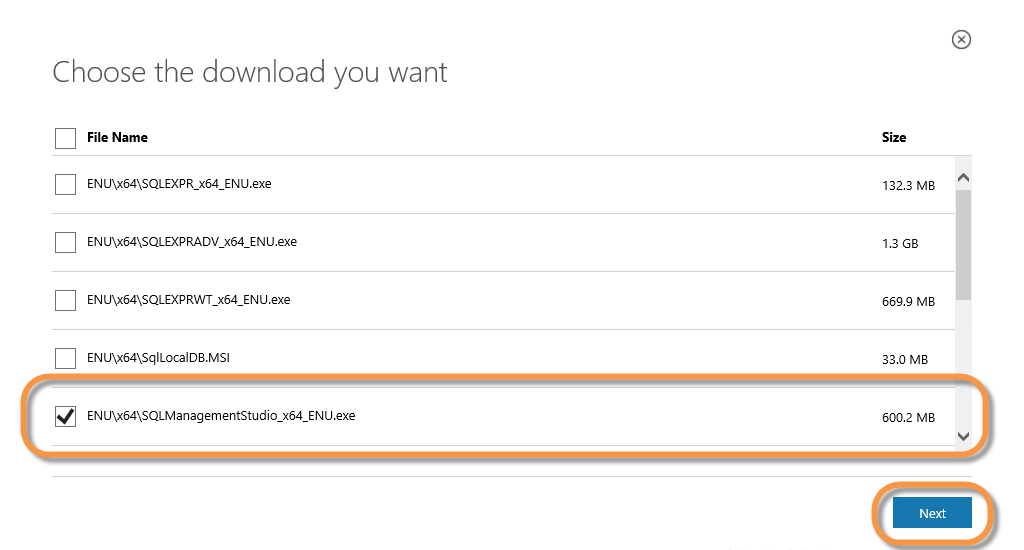 Choose the download you want
File Name Size
ENU\x64\SQLEXPR_x64_ENU.exe 132.3 MB
ENU\x64\SQLEXPRADV_x64_ENU.exe 1.3 GB
ENU\x64\SQLEXPRWT_x64_ENU.exe 669.9 MB
ENU\x64\SqlLocalDB.MSI 33.0 MB
ENU\x64\SQLManagementStudio_x64_ENU.exe 600.2 MB
Next